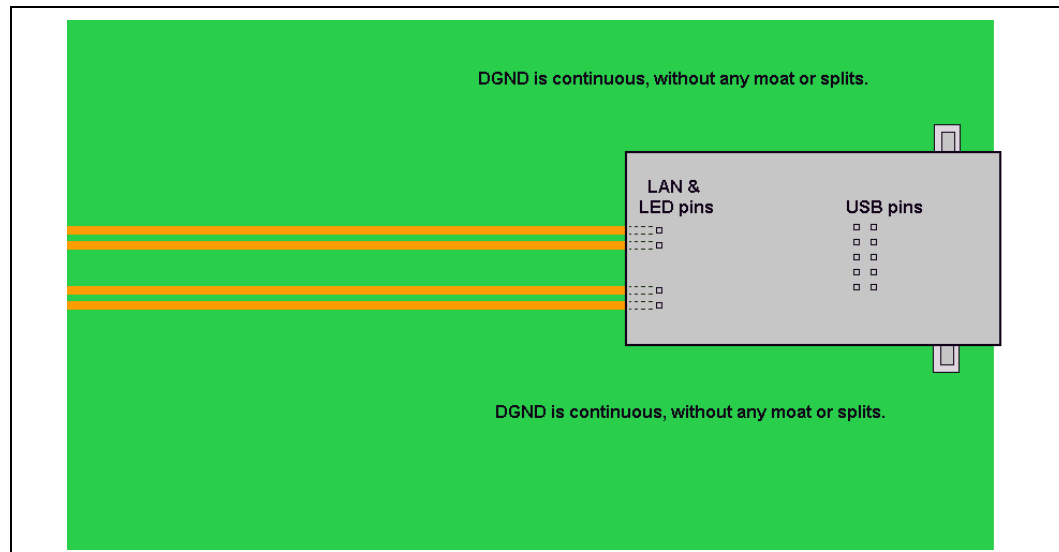 DGND is continuous, without any moat or splits.
LAN &
LED pins
USB pins
DGND is continuous, without any moat or splits.